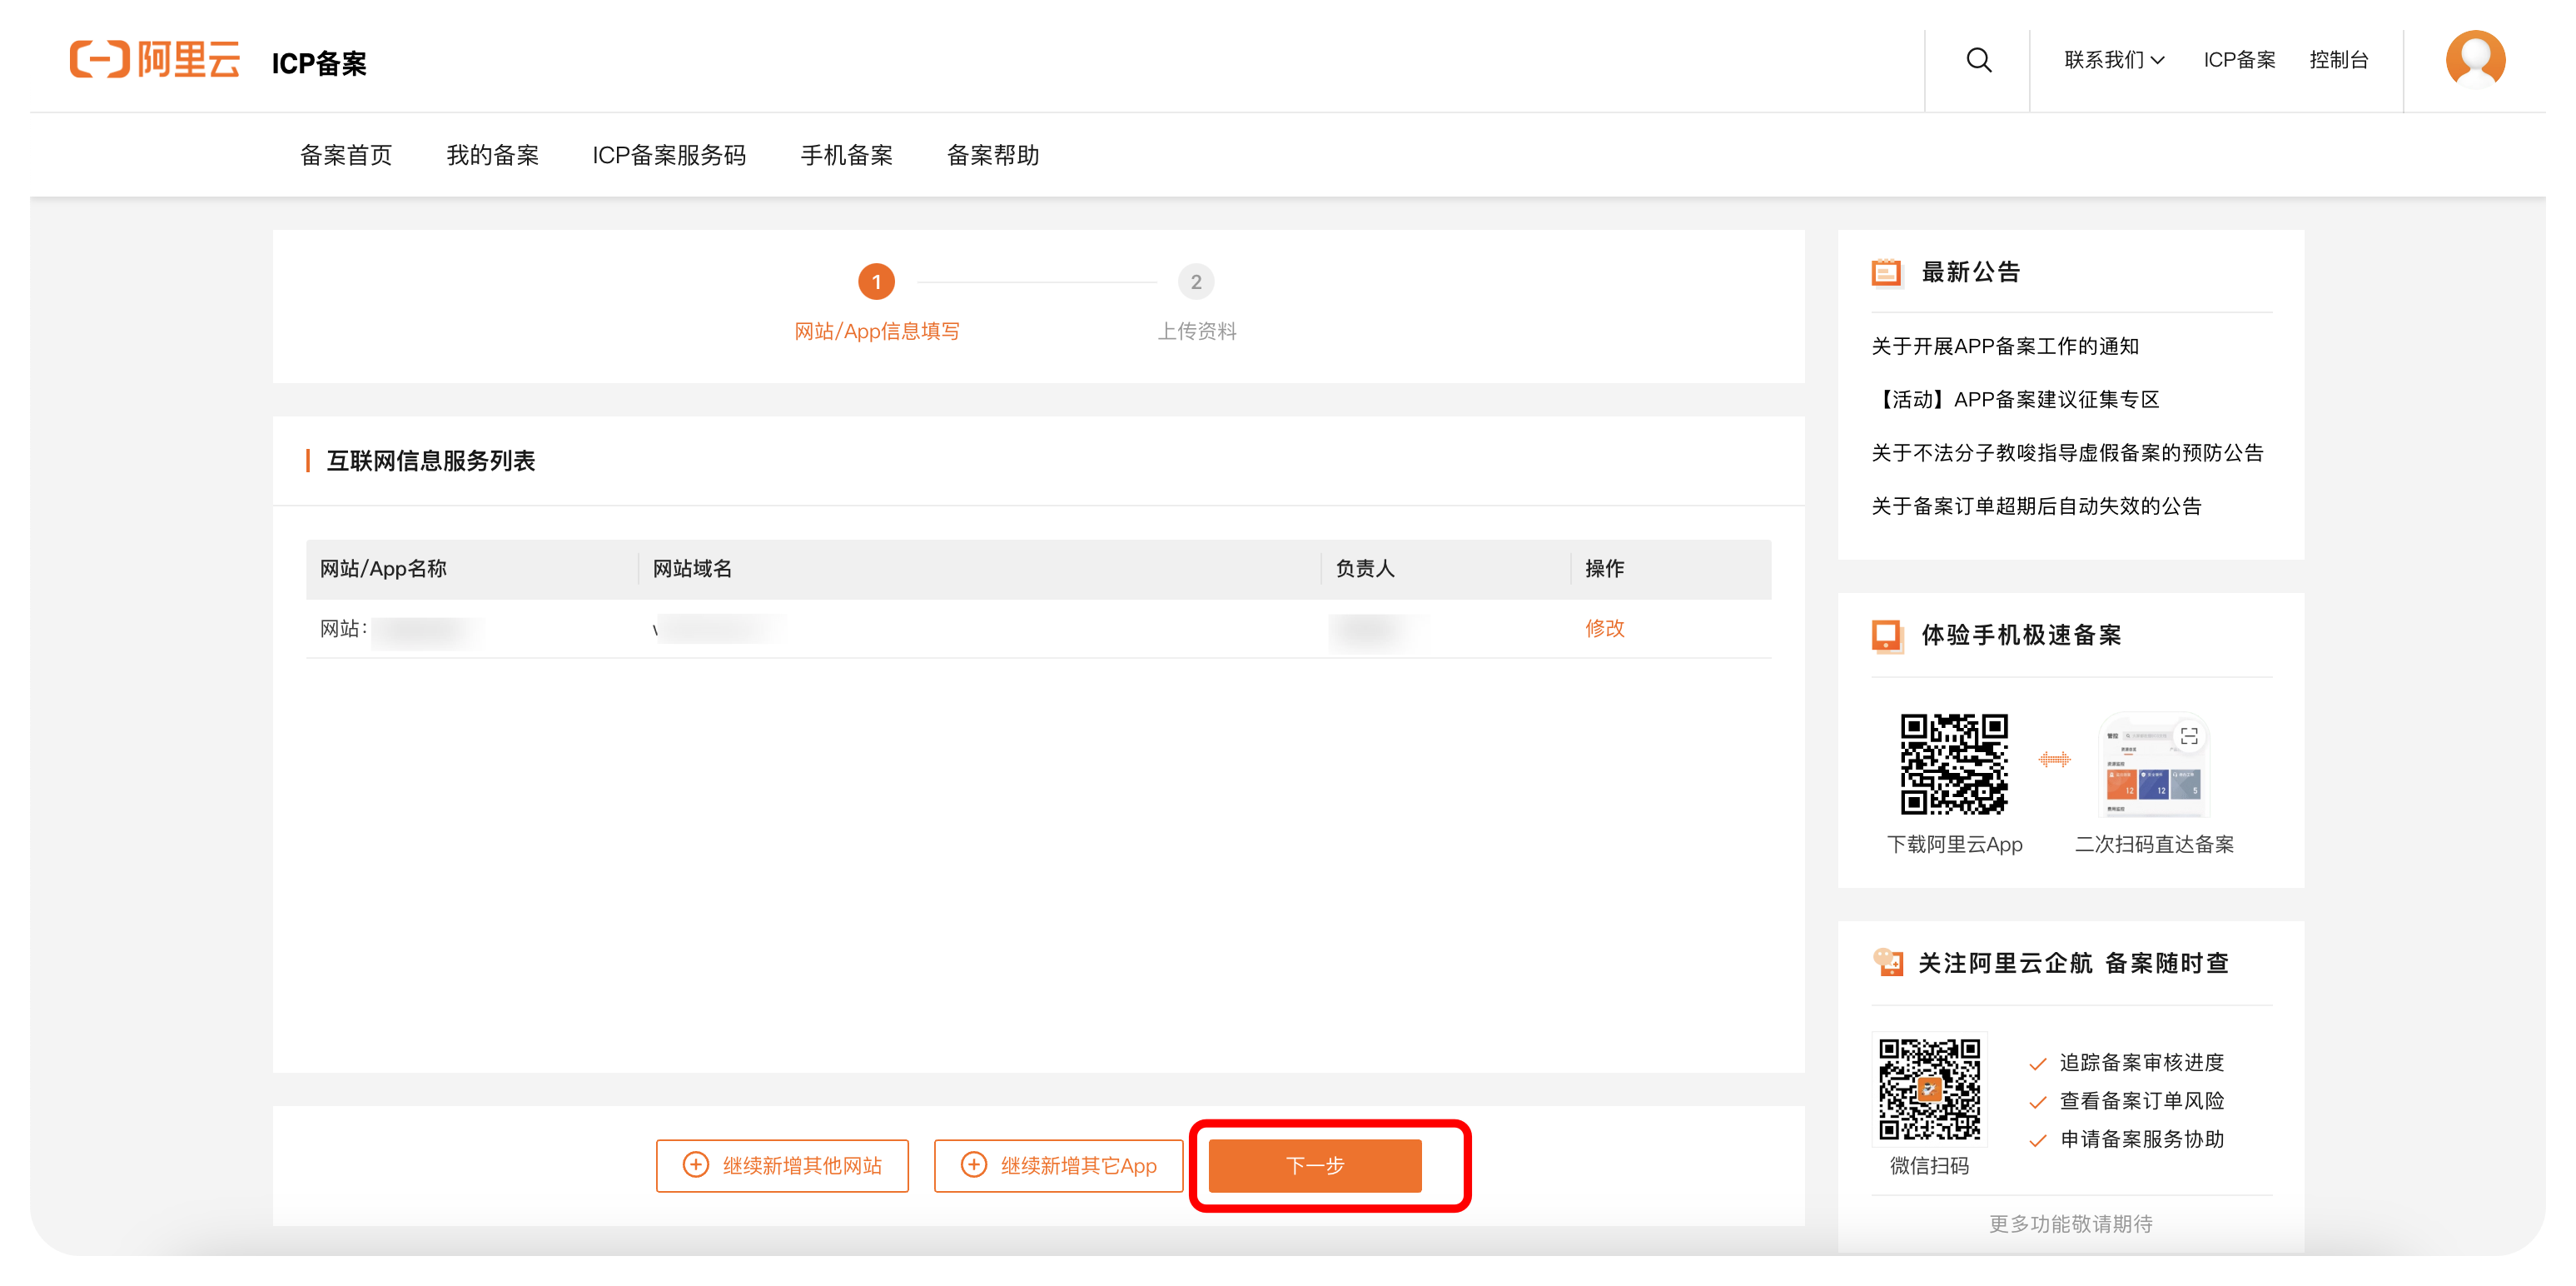 阿里云 ICP备案
联系我们 ICP备案 控制台
备案首页 我的备案 ICP备案服务码 手机备案 备案帮助
1 2
网站/App信息填写 上传资料
互联网信息服务列表
网站/App名称 网站域名 负责人 操作
网站: 修改
继续新增其他网站 继续新增其它App 下一步
最新公告
关于开展APP备案工作的通知
【活动】APP备案建议征集专区
关于不法分子教唆指导虚假备案的预防公告
关于备案订单超期后自动失效的公告
体验手机极速备案
12 12 5
下载阿里云App 二次扫码直达备案
关注阿里云企航 备案随时查
追踪备案审核进度
查看备案订单风险
申请备案服务协助
微信扫码
更多功能敬请期待